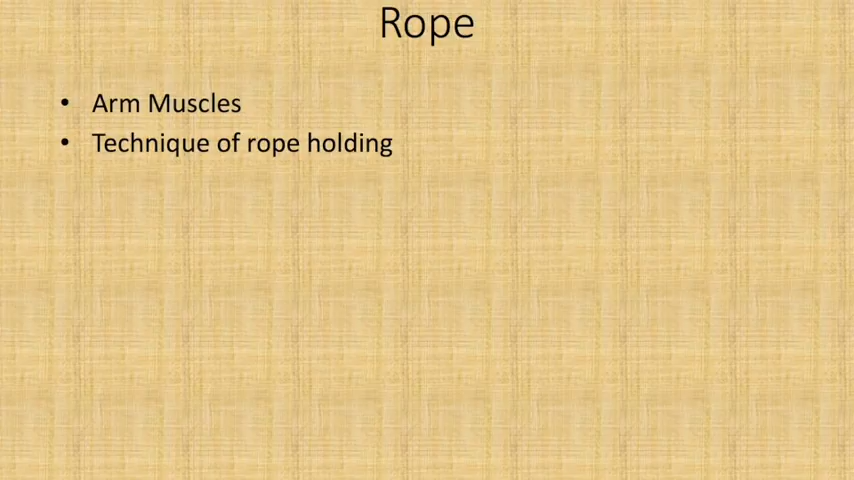 Rope
• Arm Muscles
• Technique of rope holding